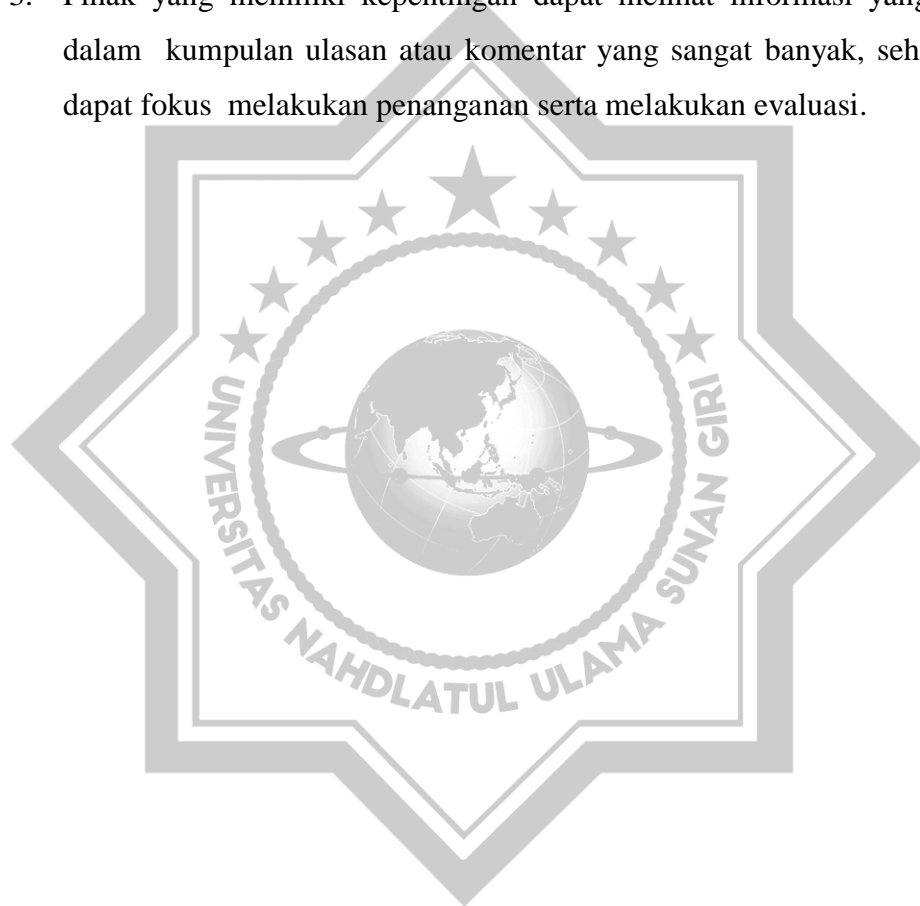 3. Pihak yang memiliki kepentingan dapat melihat informasi yang
dalam kumpulan ulasan atau komentar yang sangat banyak, seh
dapat fokus melakukan penanganan serta melakukan evaluasi.
UNIVERSITAS NAHDLATUL ULAMA SUNAN GIRI